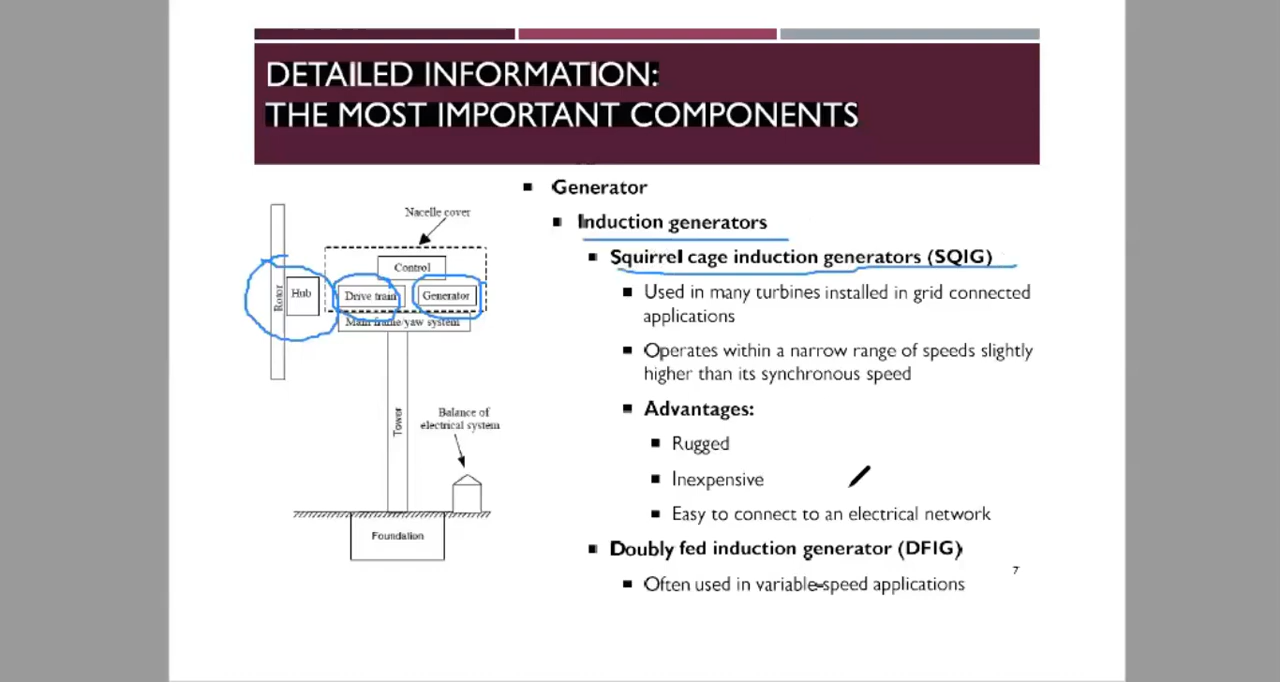 DETAILED INFORMATION:
THE MOST IMPORTANT COMPONENTS
Nacelle cover
Control
Rotor
Hub
Drive train
Generator
Main frame/yaw system
Tower
Balance of
electrical system
Foundation
▪ Generator
▪ Induction generators
▪ Squirrel cage induction generators (SQIG)
▪ Used in many turbines installed in grid connected
applications
▪ Operates within a narrow range of speeds slightly
higher than its synchronous speed
▪ Advantages:
▪ Rugged
▪ Inexpensive
▪ Easy to connect to an electrical network
▪ Doubly fed induction generator (DFIG)
▪ Often used in variable-speed applications
7